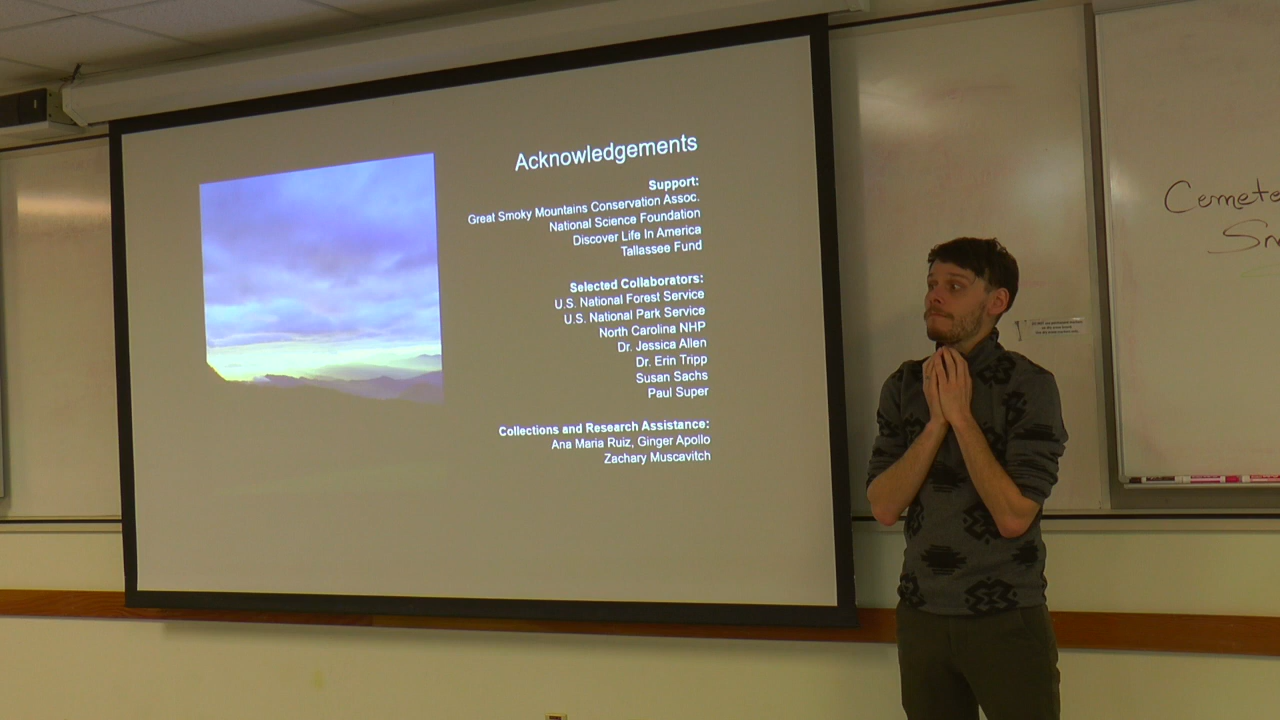 Acknowledgements
Support:
Great Smoky Mountains Conservation Assoc.
National Science Foundation
Discover Life In America
Tallassee Fund
Selected Collaborators:
U.S. National Forest Service
U.S. National Park Service
North Carolina NHP
Dr. Jessica Allen
Dr. Erin Tripp
Susan Sachs
Paul Super
Collections and Research Assistance:
Ana Maria Ruiz, Ginger Apollo
Zachary Muscavitch
Cemete
Sm